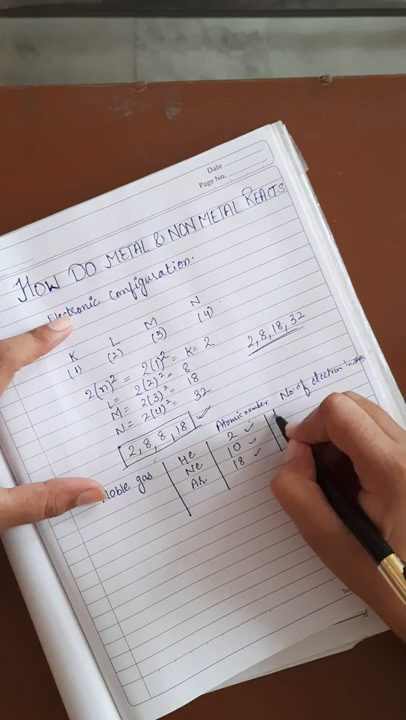 Date
Page No.
HOW DO METAL & NON METAL REACTS
Electronic Configuration.
K L M N
(1) (2) (3) (4)
2(n)² = 2(1)² = K = 2
L = 2(2)² = 8
M = 2(3)² = 18
N = 2(4)² = 32
2,8,18,32
2,8,8,18
Noble gas Atomic number No. of electron in
He 2
Ne 10
Ar 18